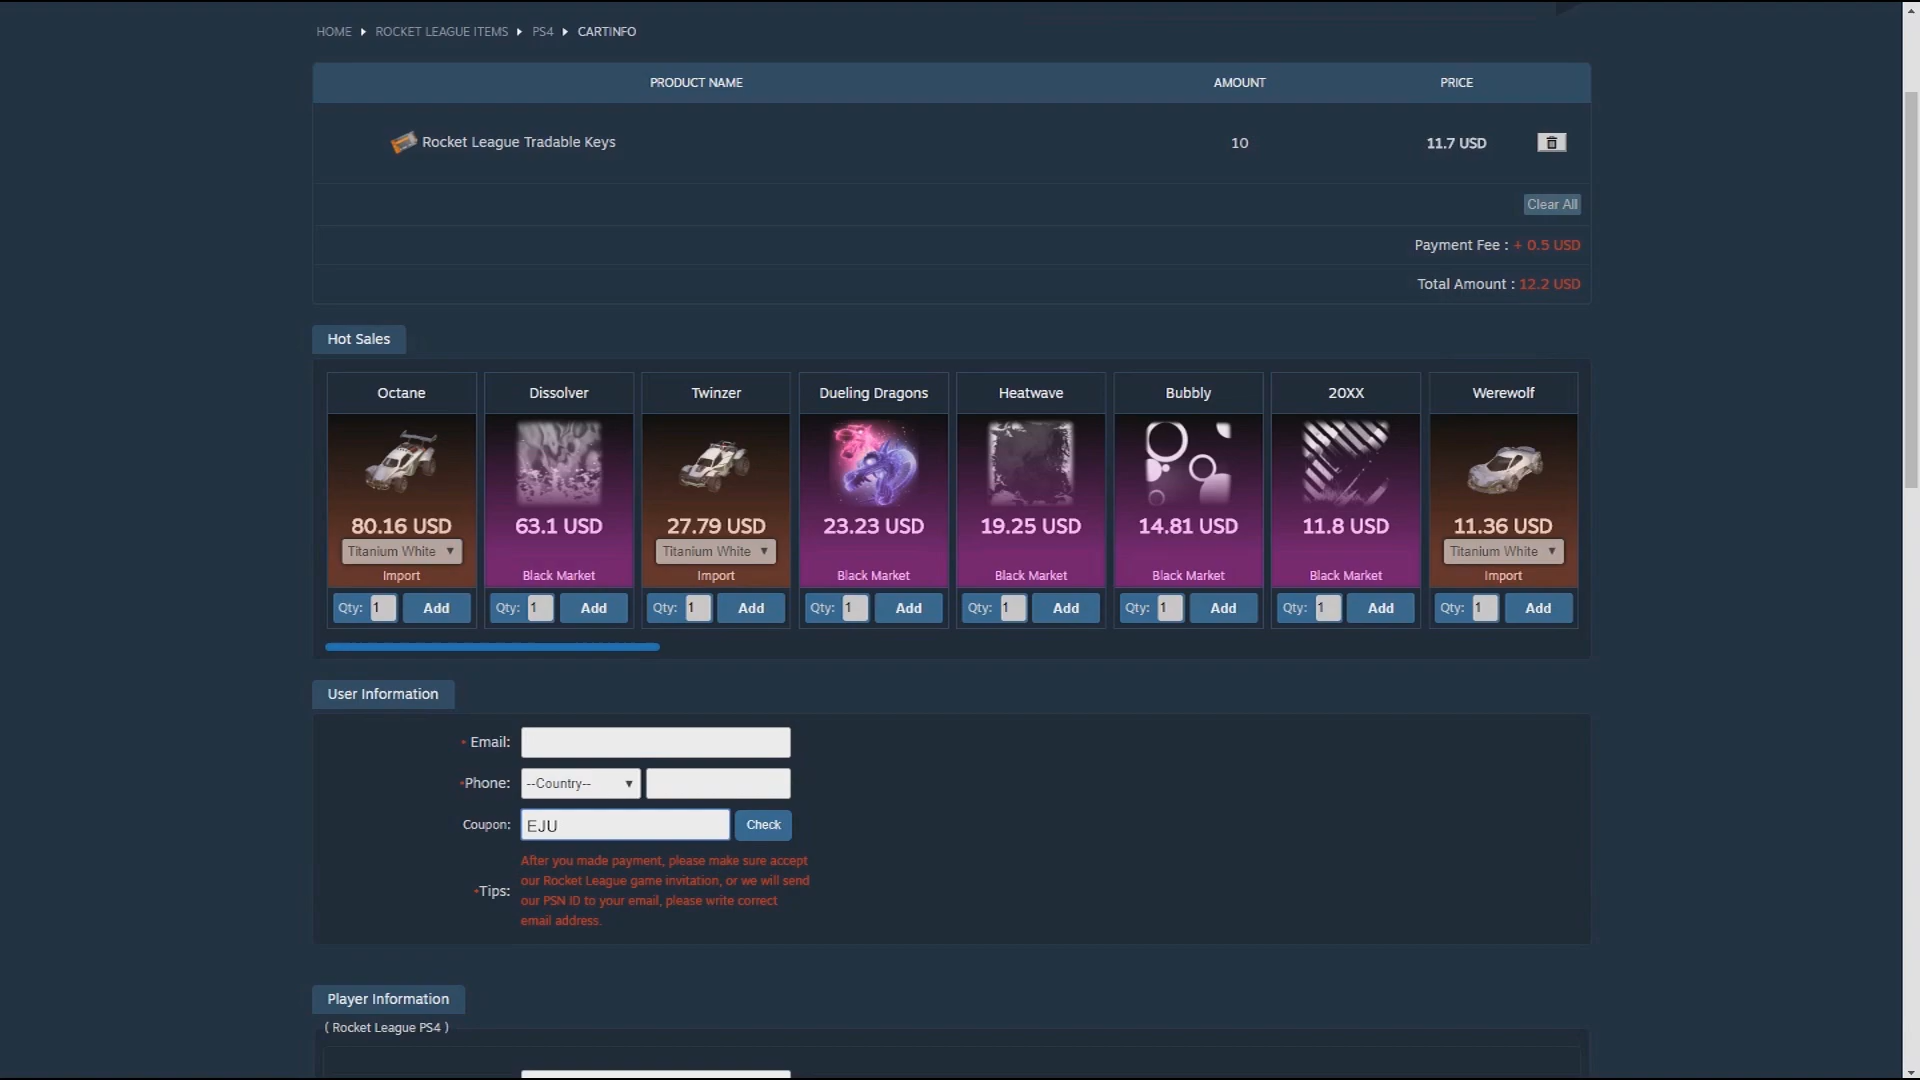 HOME ROCKET LEAGUE ITEMS PS4 CARTINFO
PRODUCT NAME AMOUNT PRICE
Rocket League Tradable Keys 10 11.7 USD
Clear All
Payment Fee : + 0.5 USD
Total Amount : 12.2 USD
Hot Sales
Octane Dissolver Twinzer Dueling Dragons Heatwave Bubbly 20XX Werewolf
80.16 USD 63.1 USD 27.79 USD 23.23 USD 19.25 USD 14.81 USD 11.8 USD 11.36 USD
Titanium White Titanium White Titanium White
Import Black Market Import Black Market Black Market Black Market Black Market Import
Qty: 1 Add Qty: 1 Add Qty: 1 Add Qty: 1 Add Qty: 1 Add Qty: 1 Add Qty: 1 Add Qty: 1 Add
User Information
* Email:
*Phone: --Country--
Coupon: EJU Check
After you made payment, please make sure accept
our Rocket League game invitation, or we will send
*Tips:
our PSN ID to your email, please write correct
email address.
Player Information
( Rocket League PS4 )